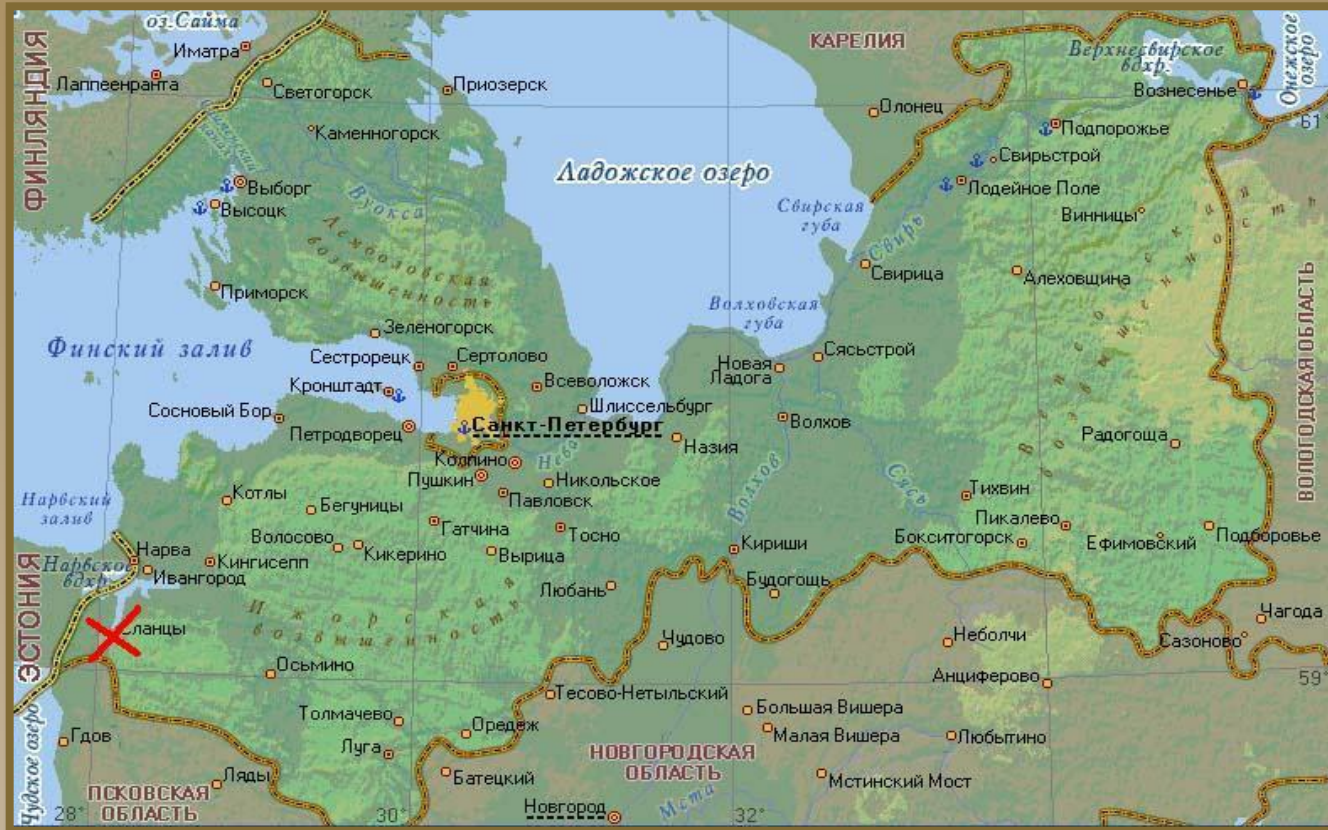 оз. Сайма
Иматра
Лаппеенранта
ФИНЛЯНДИЯ
Светогорск
Каменногорск
Приозерск
КАРЕЛИЯ
Олонец
Верхнесвирское
вдхр.
Вознесенье
Онежское
озеро
61°
Подпорожье
Свирьстрой
Лодейное Поле
Винницы
Выборг
Высоцк
Вуокса
Ладожское озеро
Свирская
губа
Свирь
Свирица
Алеховщина
Лемболовская
возвышенность
Приморск
Зеленогорск
Волховская
губа
Финский залив
Сестрорецк
Сертолово
Новая
Ладога
Сясьстрой
Кронштадт
Всеволожск
Шлиссельбург
Сосновый Бор
Петродворец
Санкт-Петербург
Назия
Волхов
Радогоща
Вепсовская
возвышенность
ВОЛОГОДСКАЯ ОБЛАСТЬ
Колпино
Нева
Пушкин
Никольское
Павловск
Волхов
Сясь
Тихвин
Нарвский
залив
Котлы
Бегуницы
Гатчина
Тосно
Пикалево
Бокситогорск
Ефимовский
Подборовье
Волосово
Кикерино
Вырица
Кириши
Нарва
Ивангород
Кингисепп
Нарвское
вдхр.
Любань
Будогощь
Ижорская
возвышенность
ЭСТОНИЯ
Сланцы
Чудово
Неболчи
Чагода
Сазоново
Осьмино
Тесово-Нетыльский
Анциферово
59°
Толмачево
Оредеж
Большая Вишера
Малая Вишера
Любытино
Чудское озеро
Гдов
Луга
Ляды
Батецкий
НОВГОРОДСКАЯ
ОБЛАСТЬ
Мстинский Мост
ПСКОВСКАЯ
ОБЛАСТЬ
Мста
Новгород
28°
30°
32°